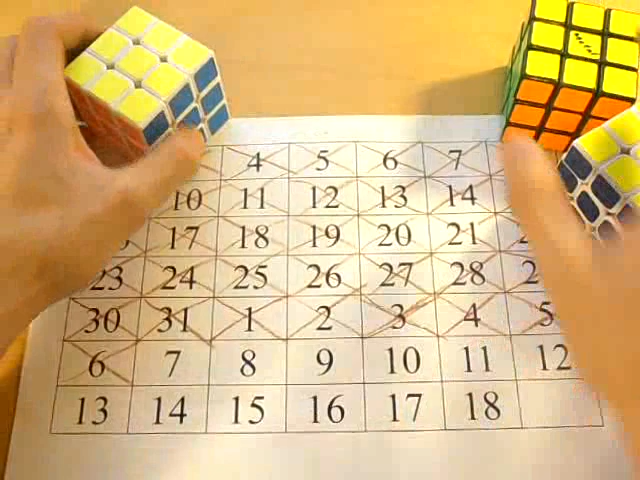 4 5 6 7
10 11 12 13 14
17 18 19 20 21
23 24 25 26 27 28
30 31 1 2 3 4 5
6 7 8 9 10 11 12
13 14 15 16 17 18